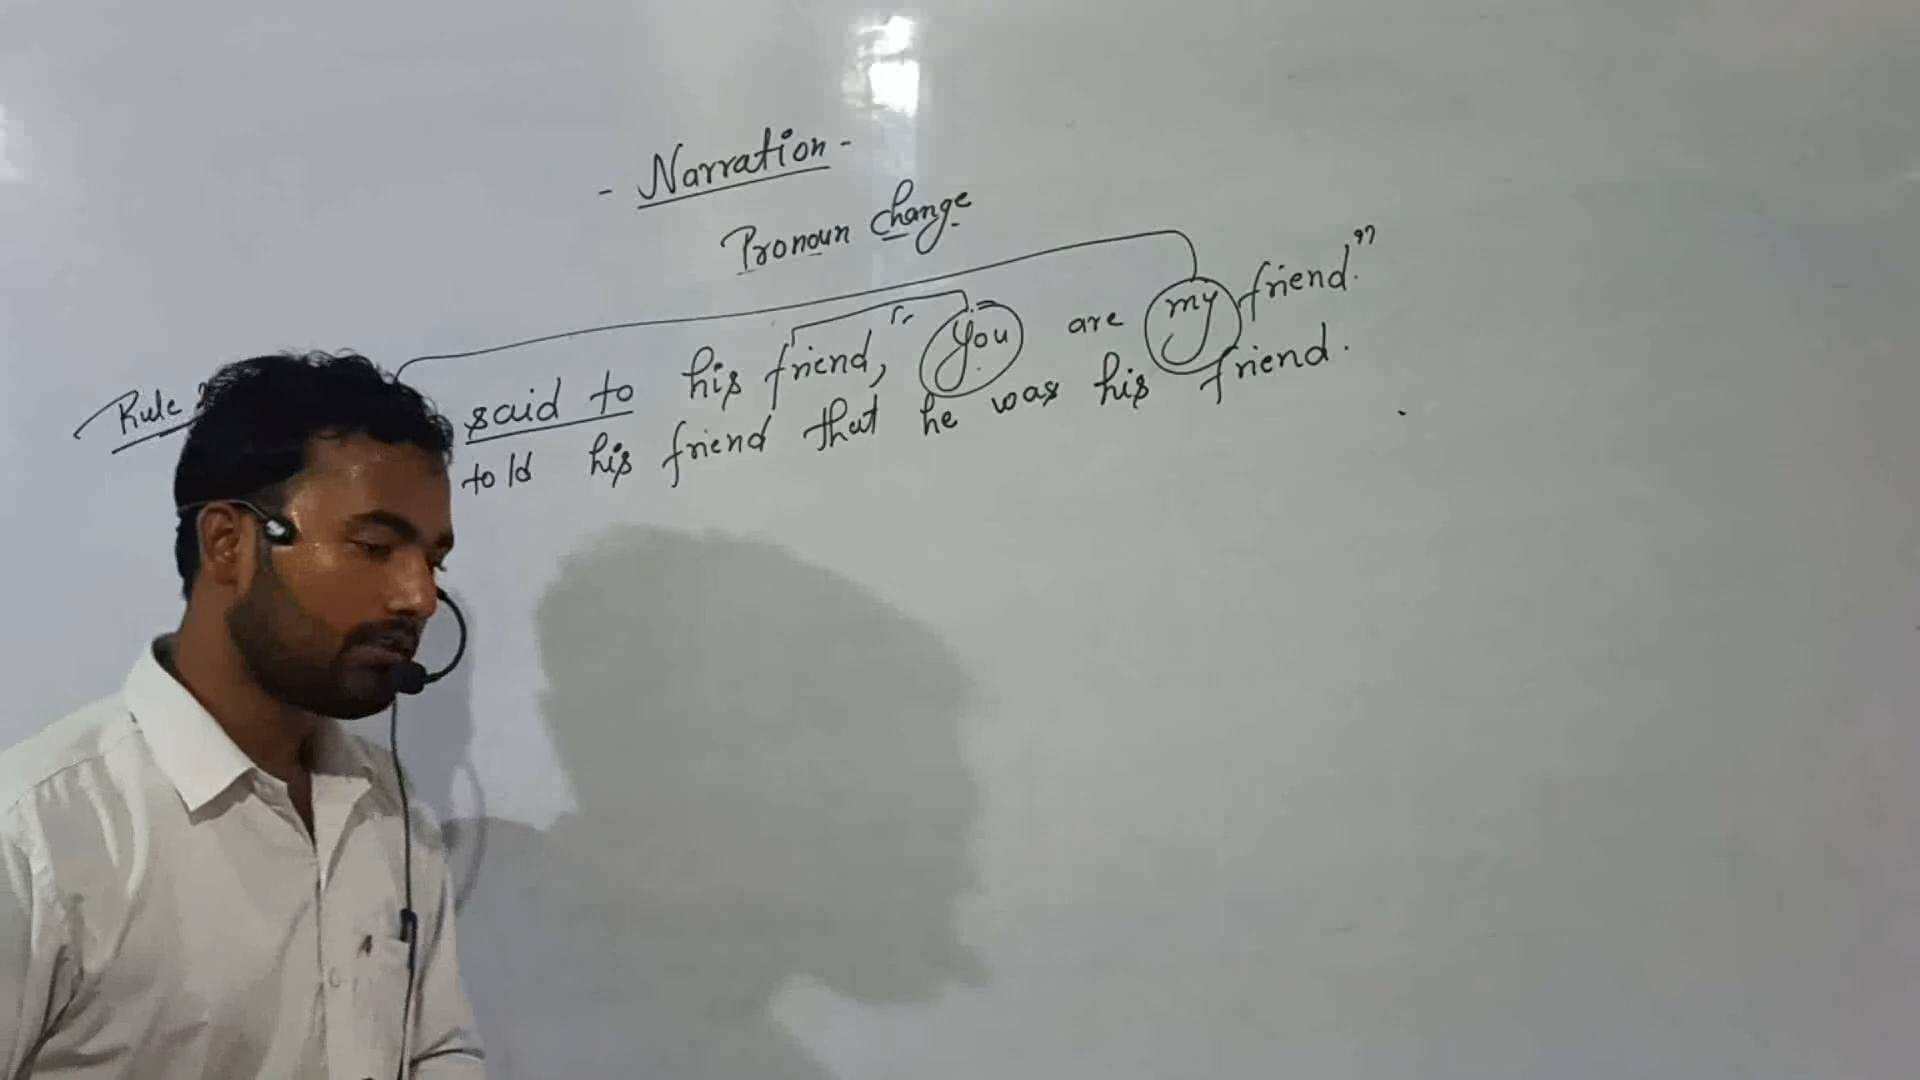 - Narration -
Pronoun Change
Rule said to his friend, "You are my friend."
told his friend that he was his friend.